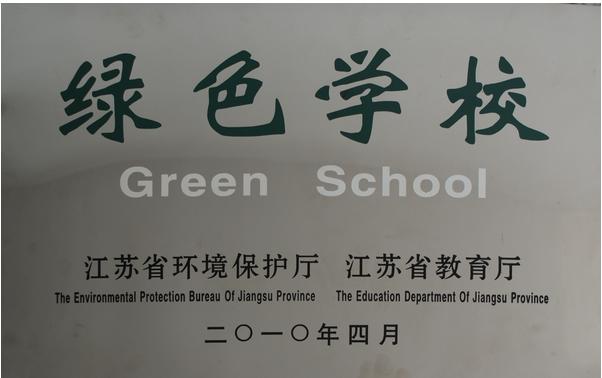 绿色学校
Green School
江苏省环境保护厅 江苏省教育厅
The Environmental Protection Bureau Of Jiangsu Province The Education Department Of Jiangsu Province
二〇一〇年四月